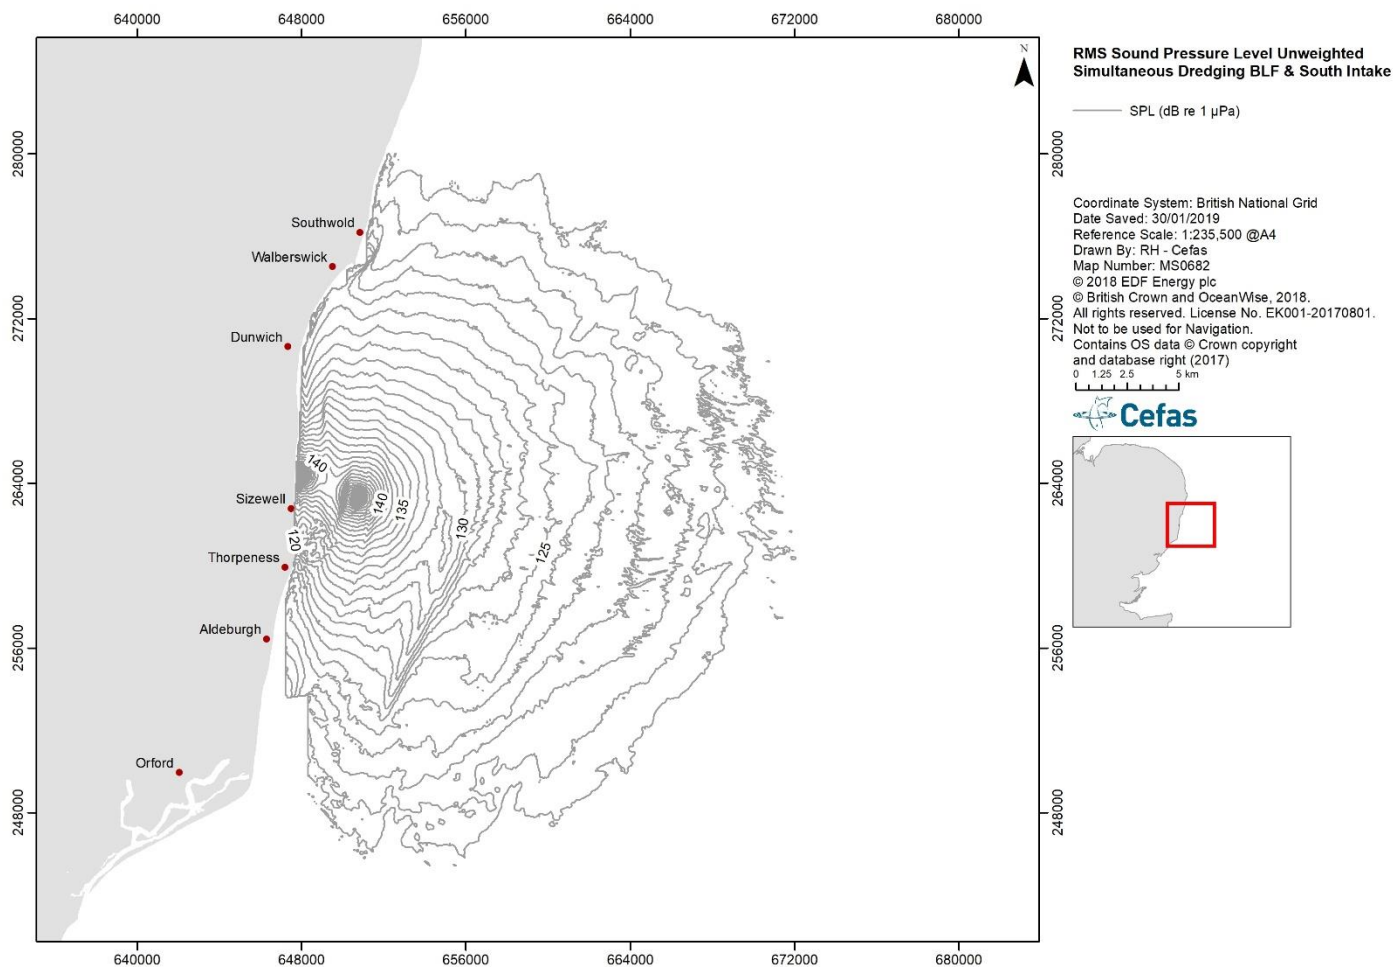 640000 648000 656000 664000 672000 680000
N
RMS Sound Pressure Level Unweighted
Simultaneous Dredging BLF & South Intake
SPL (dB re 1 µPa)
280000 280000
Coordinate System: British National Grid
Date Saved: 30/01/2019
Reference Scale: 1:235,500 @A4
Drawn By: RH - Cefas
Map Number: MS0682
© 2018 EDF Energy plc
© British Crown and OceanWise, 2018.
All rights reserved. License No. EK001-20170801.
Not to be used for Navigation.
Contains OS data © Crown copyright
and database right (2017)
0 1.25 2.5 5 km
Cefas
Southwold
Walberswick
272000 272000
Dunwich
140
264000 264000
Sizewell
140
135
130
120
125
Thorpeness
Aldeburgh
256000 256000
Orford
248000 248000
640000 648000 656000 664000 672000 680000